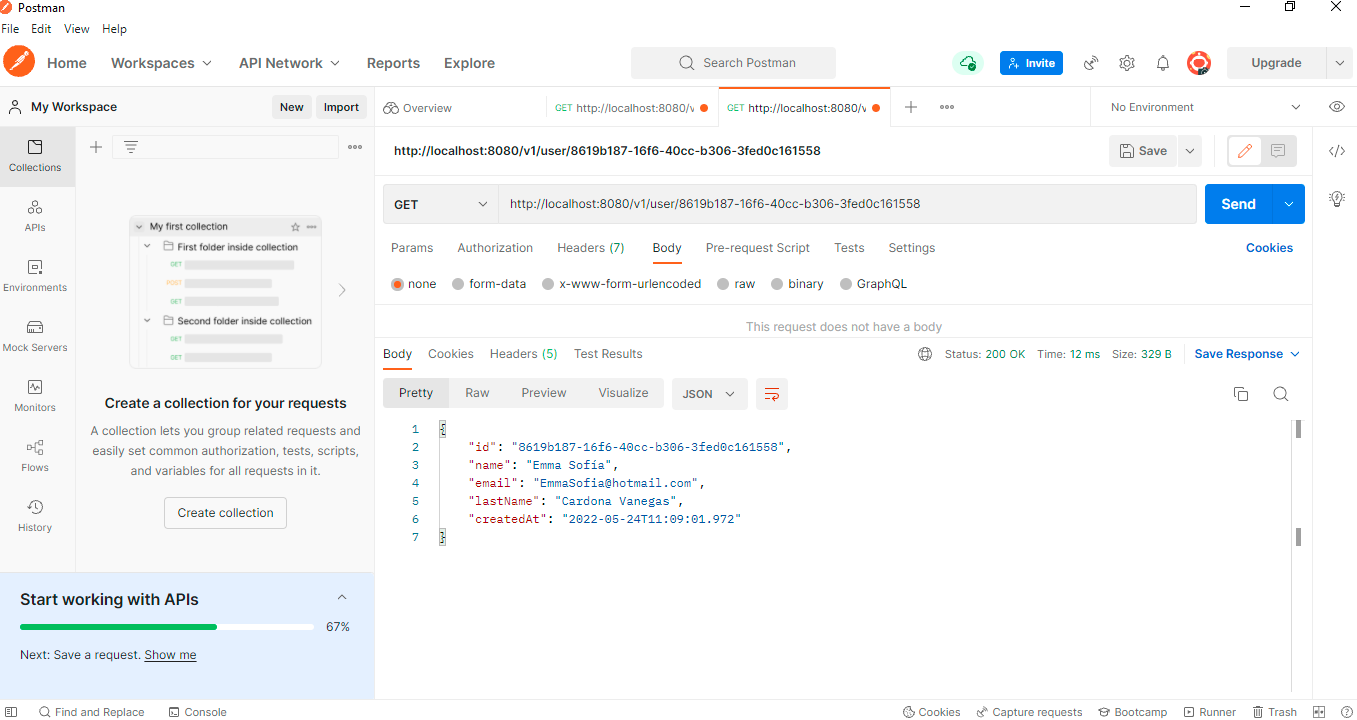 Postman
File Edit View Help
Home Workspaces API Network Reports Explore Search Postman Invite Upgrade
My Workspace New Import Overview GET http://localhost:8080/v GET http://localhost:8080/v No Environment
Collections
APIs
Environments
Mock Servers
Monitors
Flows
History
My first collection
First folder inside collection
GET
POST
GET
Second folder inside collection
GET
GET
Create a collection for your requests
A collection lets you group related requests and
easily set common authorization, tests, scripts,
and variables for all requests in it.
Create collection
Start working with APIs
67%
Next: Save a request. Show me
http://localhost:8080/v1/user/8619b187-16f6-40cc-b306-3fed0c161558 Save
GET http://localhost:8080/v1/user/8619b187-16f6-40cc-b306-3fed0c161558 Send
Params Authorization Headers (7) Body Pre-request Script Tests Settings Cookies
none form-data x-www-form-urlencoded raw binary GraphQL
This request does not have a body
Body Cookies Headers (5) Test Results Status: 200 OK Time: 12 ms Size: 329 B Save Response
Pretty Raw Preview Visualize JSON
1 {
2 "id": "8619b187-16f6-40cc-b306-3fed0c161558",
3 "name": "Emma Sofía",
4 "email": "EmmaSofia@hotmail.com",
5 "lastName": "Cardona Vanegas",
6 "createdAt": "2022-05-24T11:09:01.972"
7 }
Find and Replace Console Cookies Capture requests Bootcamp Runner Trash